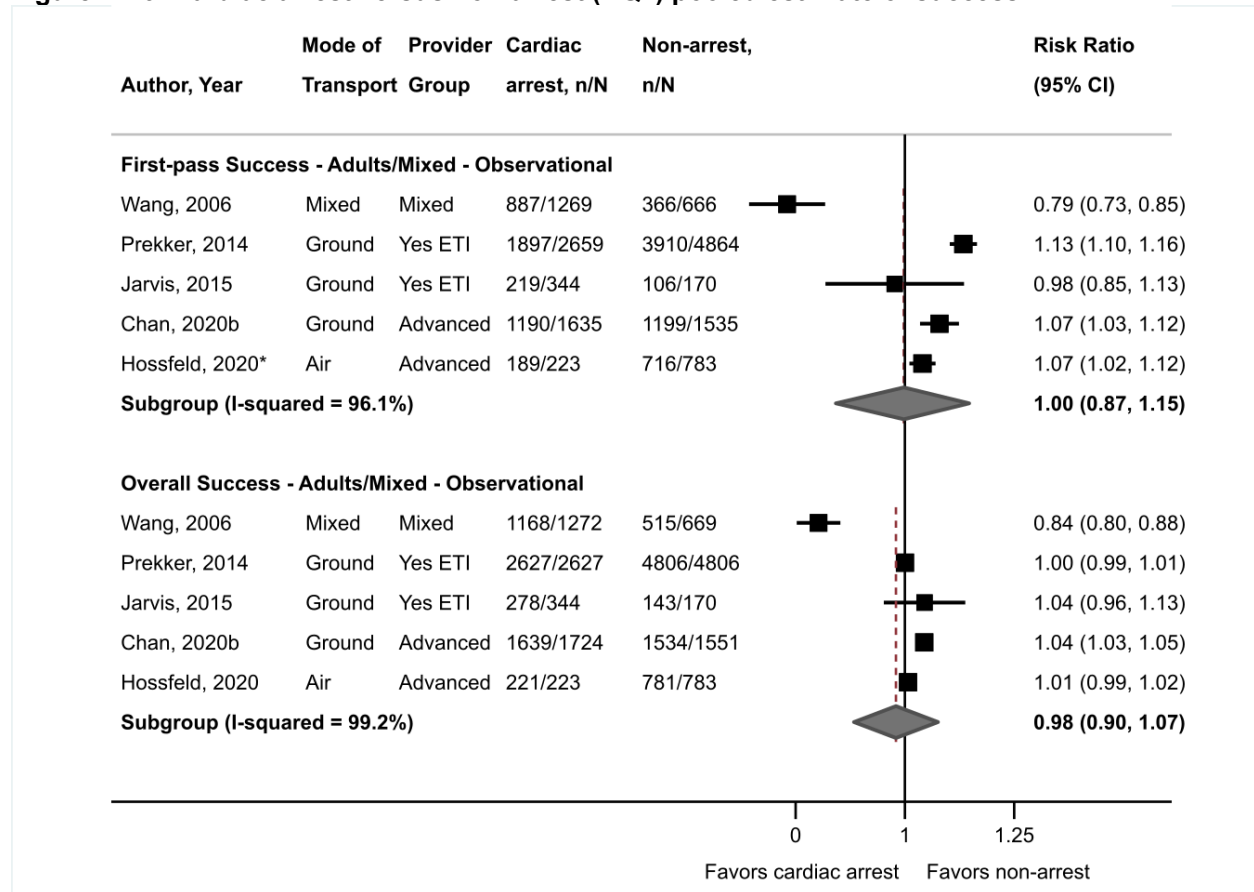 Mode of Provider Cardiac Non-arrest, Risk Ratio
Author, Year Transport Group arrest, n/N n/N (95% CI)
First-pass Success - Adults/Mixed - Observational
Wang, 2006 Mixed Mixed 887/1269 366/666 0.79 (0.73, 0.85)
Prekker, 2014 Ground Yes ETI 1897/2659 3910/4864 1.13 (1.10, 1.16)
Jarvis, 2015 Ground Yes ETI 219/344 106/170 0.98 (0.85, 1.13)
Chan, 2020b Ground Advanced 1190/1635 1199/1535 1.07 (1.03, 1.12)
Hossfeld, 2020* Air Advanced 189/223 716/783 1.07 (1.02, 1.12)
Subgroup (I-squared = 96.1%) 1.00 (0.87, 1.15)
Overall Success - Adults/Mixed - Observational
Wang, 2006 Mixed Mixed 1168/1272 515/669 0.84 (0.80, 0.88)
Prekker, 2014 Ground Yes ETI 2627/2627 4806/4806 1.00 (0.99, 1.01)
Jarvis, 2015 Ground Yes ETI 278/344 143/170 1.04 (0.96, 1.13)
Chan, 2020b Ground Advanced 1639/1724 1534/1551 1.04 (1.03, 1.05)
Hossfeld, 2020 Air Advanced 221/223 781/783 1.01 (0.99, 1.02)
Subgroup (I-squared = 99.2%) 0.98 (0.90, 1.07)
0 1 1.25
Favors cardiac arrest Favors non-arrest